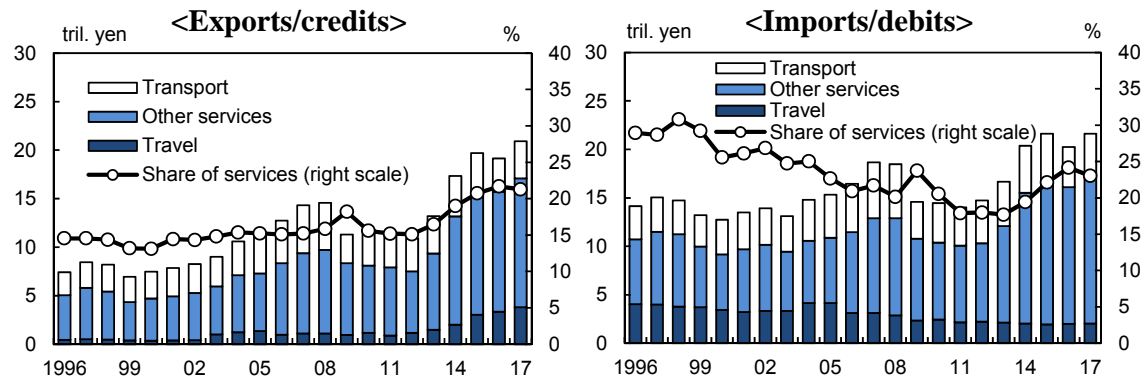 <Exports/credits>
tril. yen
%
30
25
20
15
10
5
0
40
35
30
25
20
15
10
5
0
Transport
Other services
Travel
Share of services (right scale)
1996 99 02 05 08 11 14 17
<Imports/debits>
tril. yen
%
30
25
20
15
10
5
0
40
35
30
25
20
15
10
5
0
Transport
Other services
Travel
Share of services (right scale)
1996 99 02 05 08 11 14 17